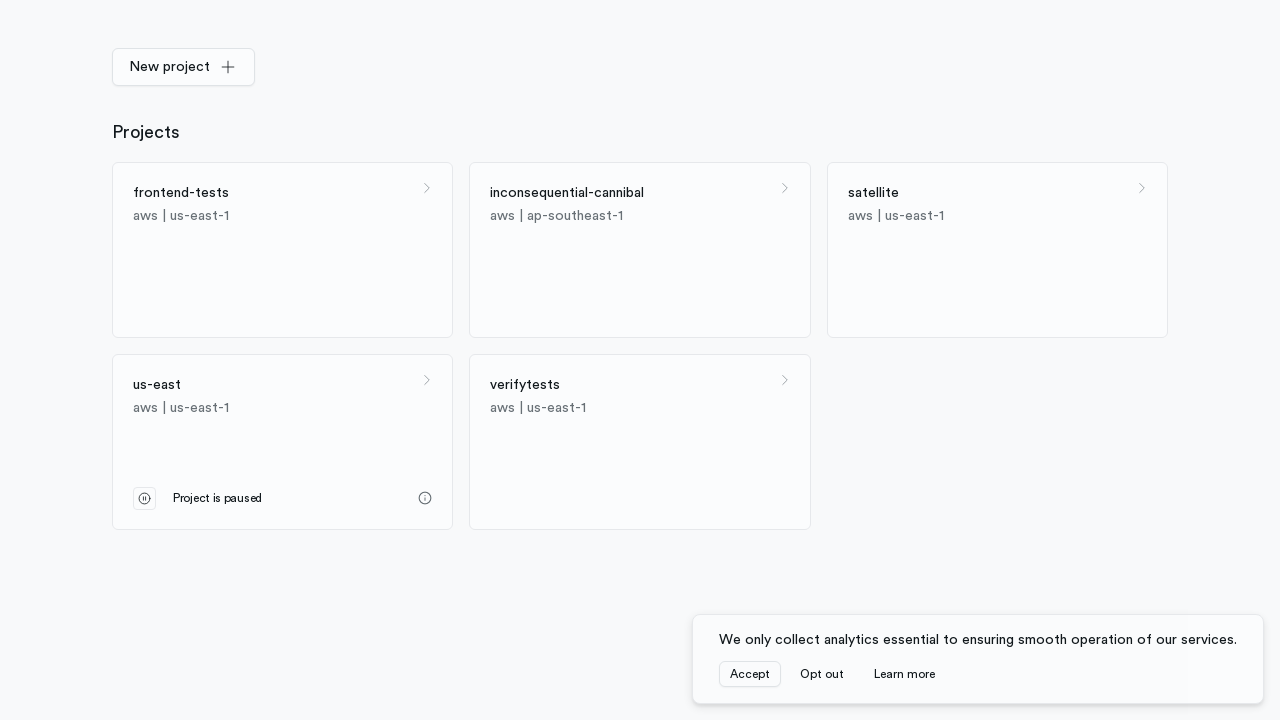 New project
Projects
frontend-tests
aws | us-east-1
inconsequential-cannibal
aws | ap-southeast-1
satellite
aws | us-east-1
us-east
aws | us-east-1
Project is paused
verifytests
aws | us-east-1
We only collect analytics essential to ensuring smooth operation of our services.
Accept Opt out Learn more